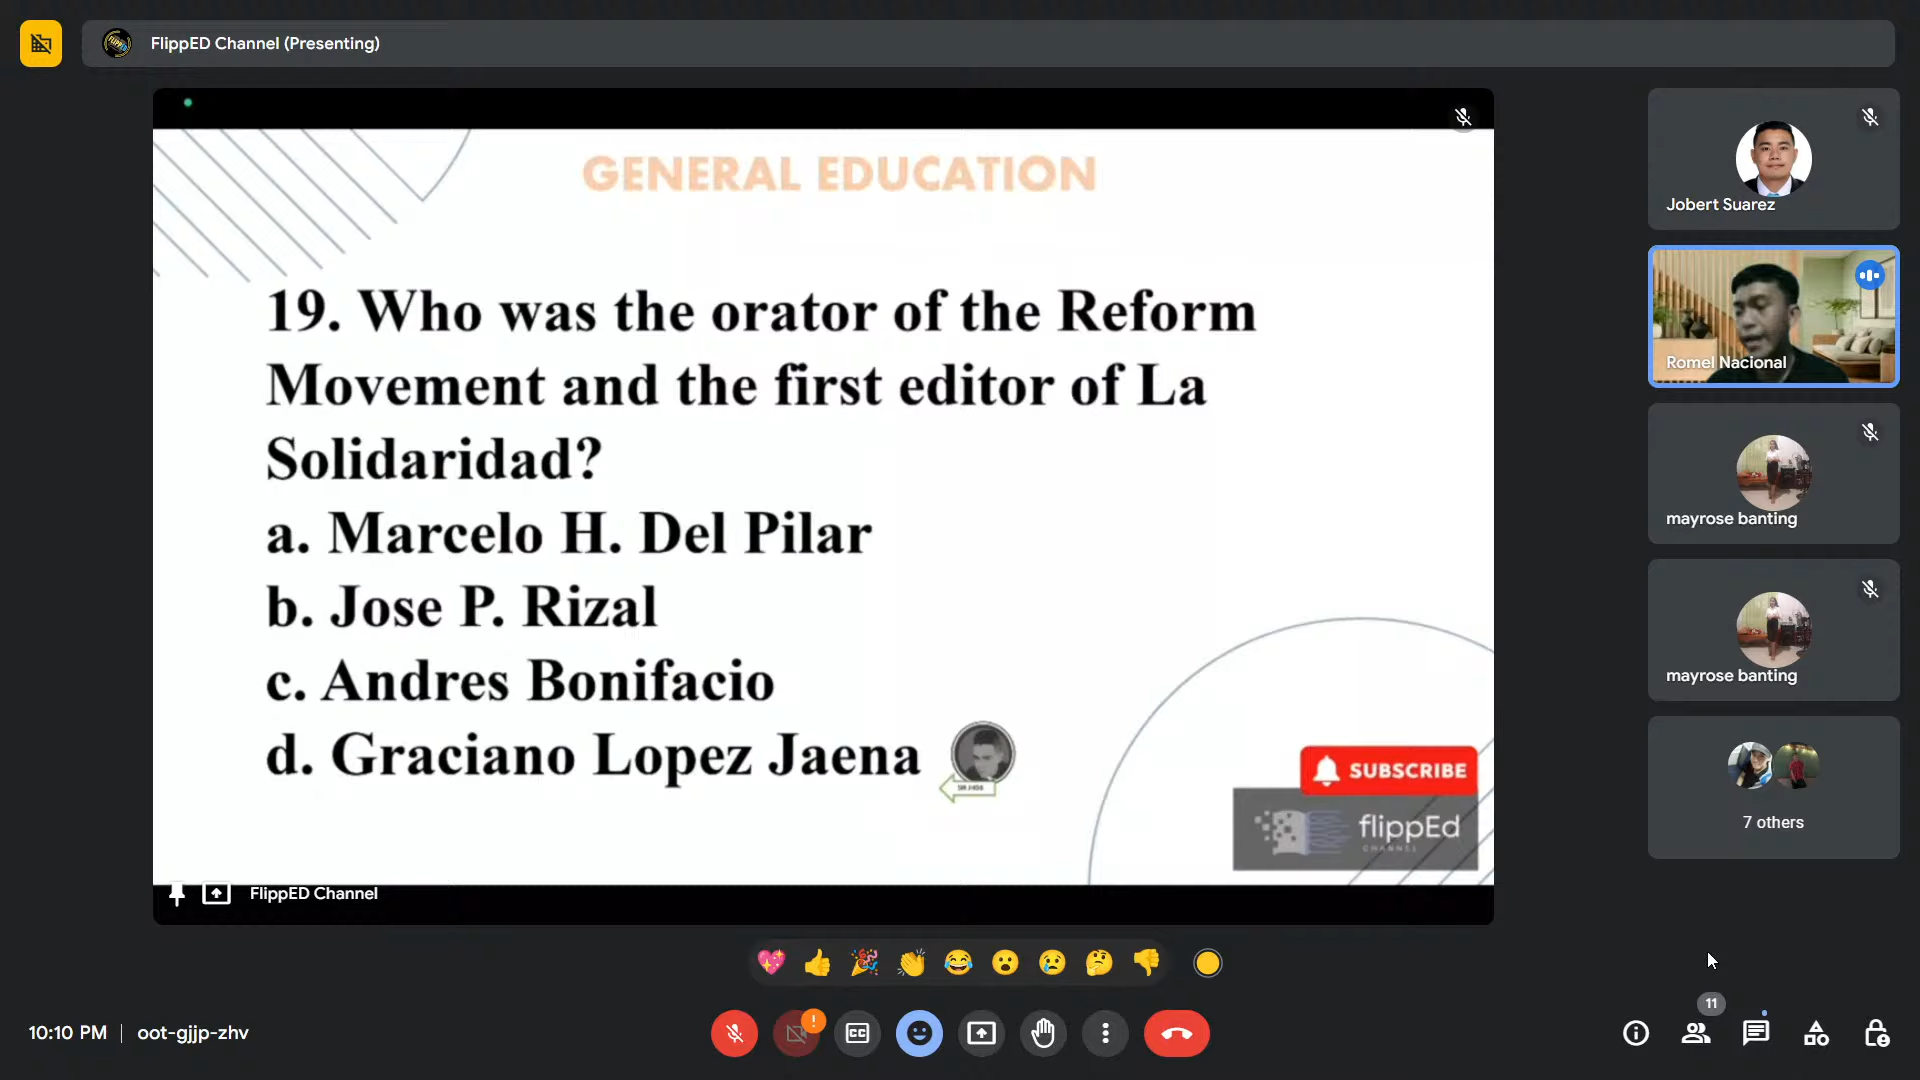 FlippED Channel (Presenting)
GENERAL EDUCATION
19. Who was the orator of the Reform
Movement and the first editor of La
Solidaridad?
a. Marcelo H. Del Pilar
b. Jose P. Rizal
c. Andres Bonifacio
d. Graciano Lopez Jaena
SUBSCRIBE
flippEd
CHANNEL
FlippED Channel
Jobert Suarez
Romel Nacional
mayrose banting
mayrose banting
7 others
10:10 PM | oot-gjjp-zhv
CC
11